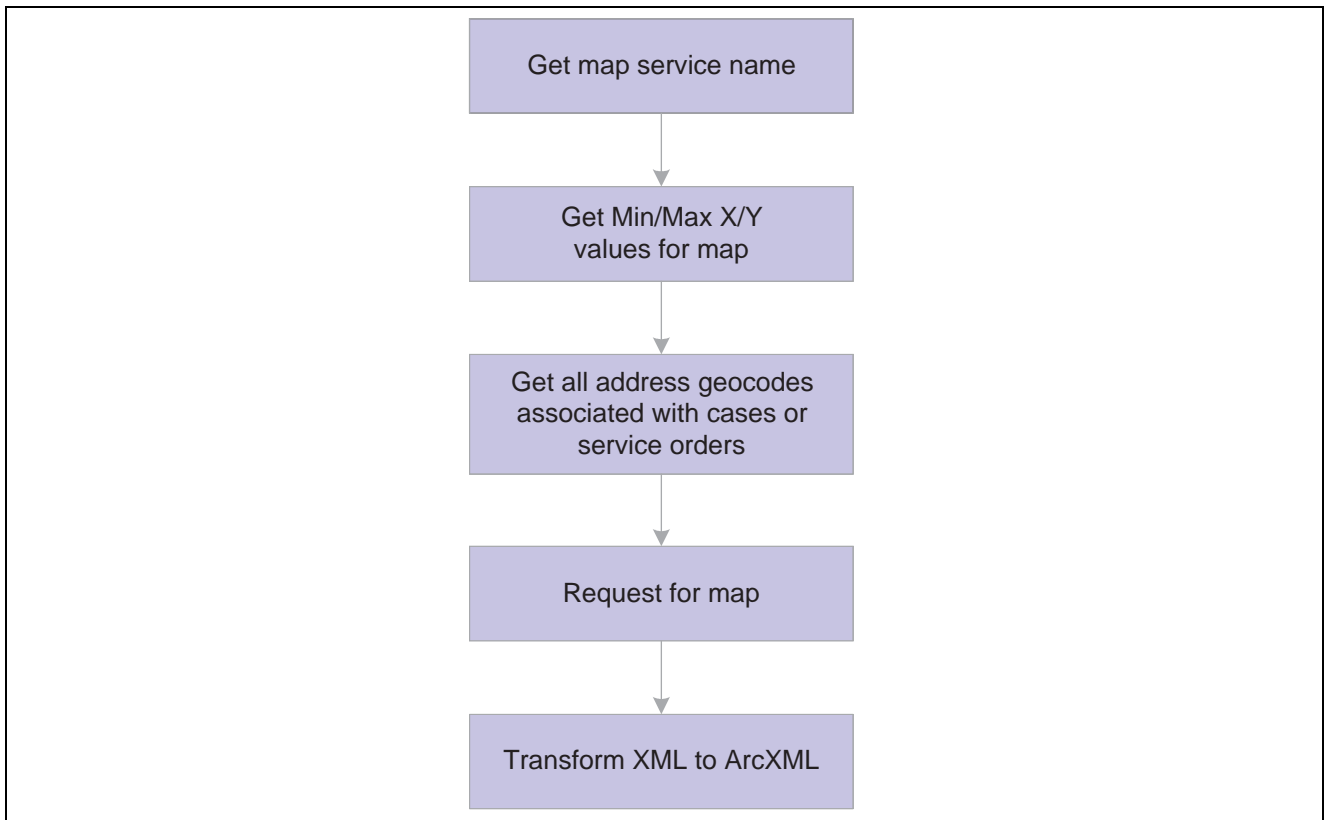 Get map service name
Get Min/Max X/Y
values for map
Get all address geocodes
associated with cases or
service orders
Request for map
Transform XML to ArcXML